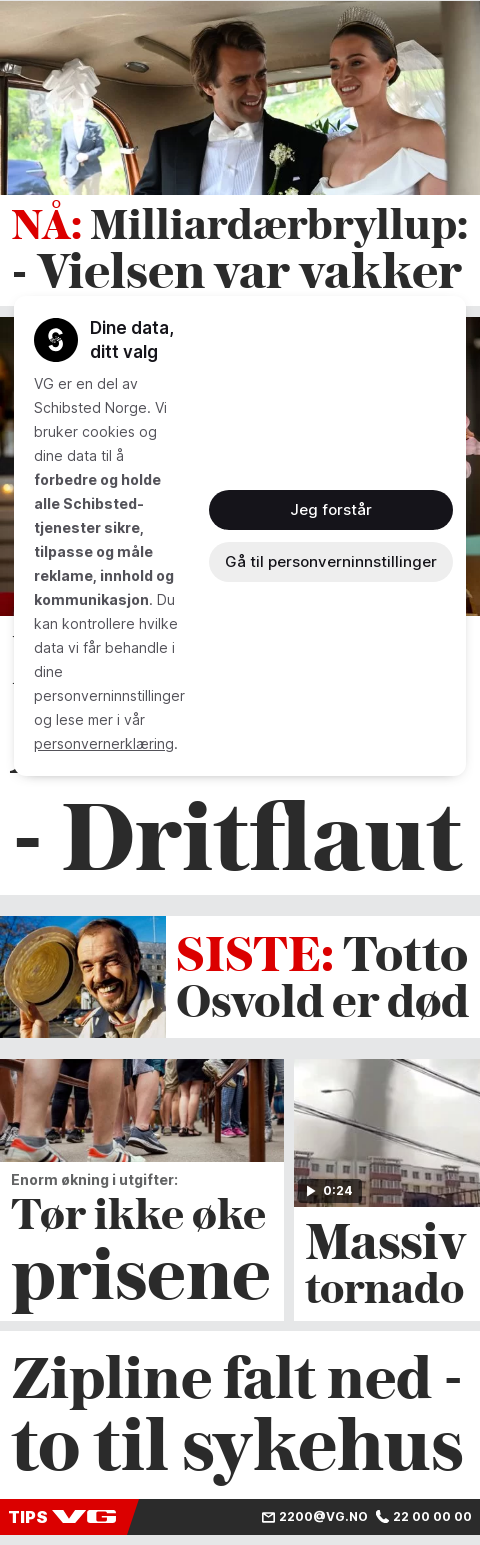 NÅ: Milliardærbryllup:
- Vielsen var vakker
Dine data,
ditt valg
VG er en del av
Schibsted Norge. Vi
bruker cookies og
dine data til å
forbedre og holde
alle Schibsted-
tjenester sikre,
tilpasse og måle
reklame, innhold og
kommunikasjon. Du
kan kontrollere hvilke
data vi får behandle i
dine
personverninnstillinger
og lese mer i vår
personvernerklæring.
Jeg forstår
Gå til personverninnstillinger
- Dritflaut
SISTE: Totto
Osvold er død
Enorm økning i utgifter:
Tør ikke øke
prisene
0:24
Massiv
tornado
Zipline falt ned -
to til sykehus
TIPS VG 2200@VG.NO 22 00 00 00